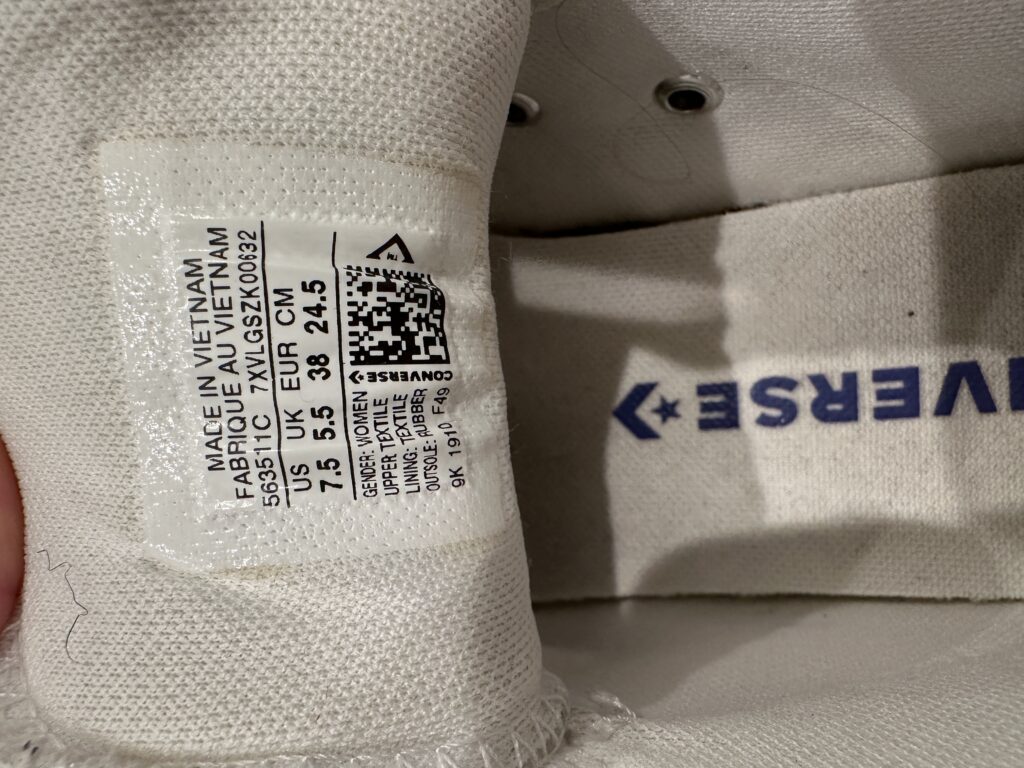 MADE IN VIETNAM
FABRIQUE AU VIETNAM
563511C 7XVLGSZK00632
US UK EUR CM
7.5 5.5 38 24.5
GENDER: WOMEN
UPPER TEXTILE
LINING: TEXTILE
OUTSOLE: RUBBER
9K 1910 F49
CONVERSE
NVERSE